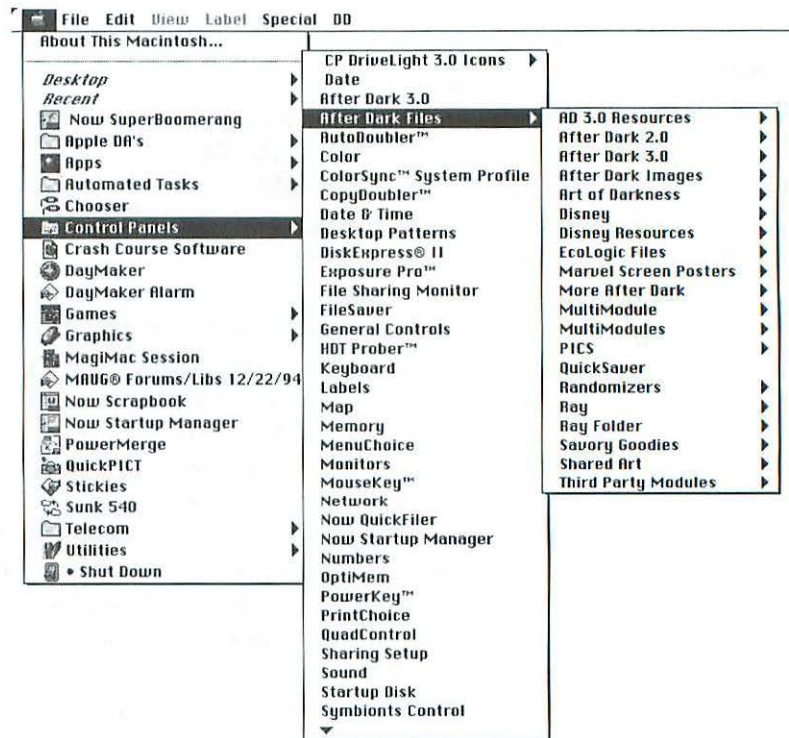 File Edit View Label Special DD
About This Macintosh...
Desktop
Recent
Now SuperBoomerang
Apple DA's
Apps
Automated Tasks
Chooser
Control Panels
Crash Course Software
DayMaker
DayMaker Alarm
Games
Graphics
MagiMac Session
MAUG® Forums/Libs 12/22/94
Now Scrapbook
Now Startup Manager
PowerMerge
QuickPICT
Stickies
Sunk 540
Telecom
Utilities
• Shut Down
CP DriveLight 3.0 Icons
Date
After Dark 3.0
After Dark Files
AutoDoubler™
Color
ColorSync™ System Profile
CopyDoubler™
Date & Time
Desktop Patterns
DiskExpress® II
Exposure Pro™
File Sharing Monitor
FileSaver
General Controls
HDT Prober™
Keyboard
Labels
Map
Memory
MenuChoice
Monitors
MouseKey™
Network
Now QuickFiler
Now Startup Manager
Numbers
OptiMem
PowerKey™
PrintChoice
QuadControl
Sharing Setup
Sound
Startup Disk
Symbionts Control
AD 3.0 Resources
After Dark 2.0
After Dark 3.0
After Dark Images
Art of Darkness
Disney
Disney Resources
EcoLogic Files
Marvel Screen Posters
More After Dark
MultiModule
MultiModules
PICS
QuickSaver
Randomizers
Ray
Ray Folder
Savory Goodies
Shared Art
Third Party Modules